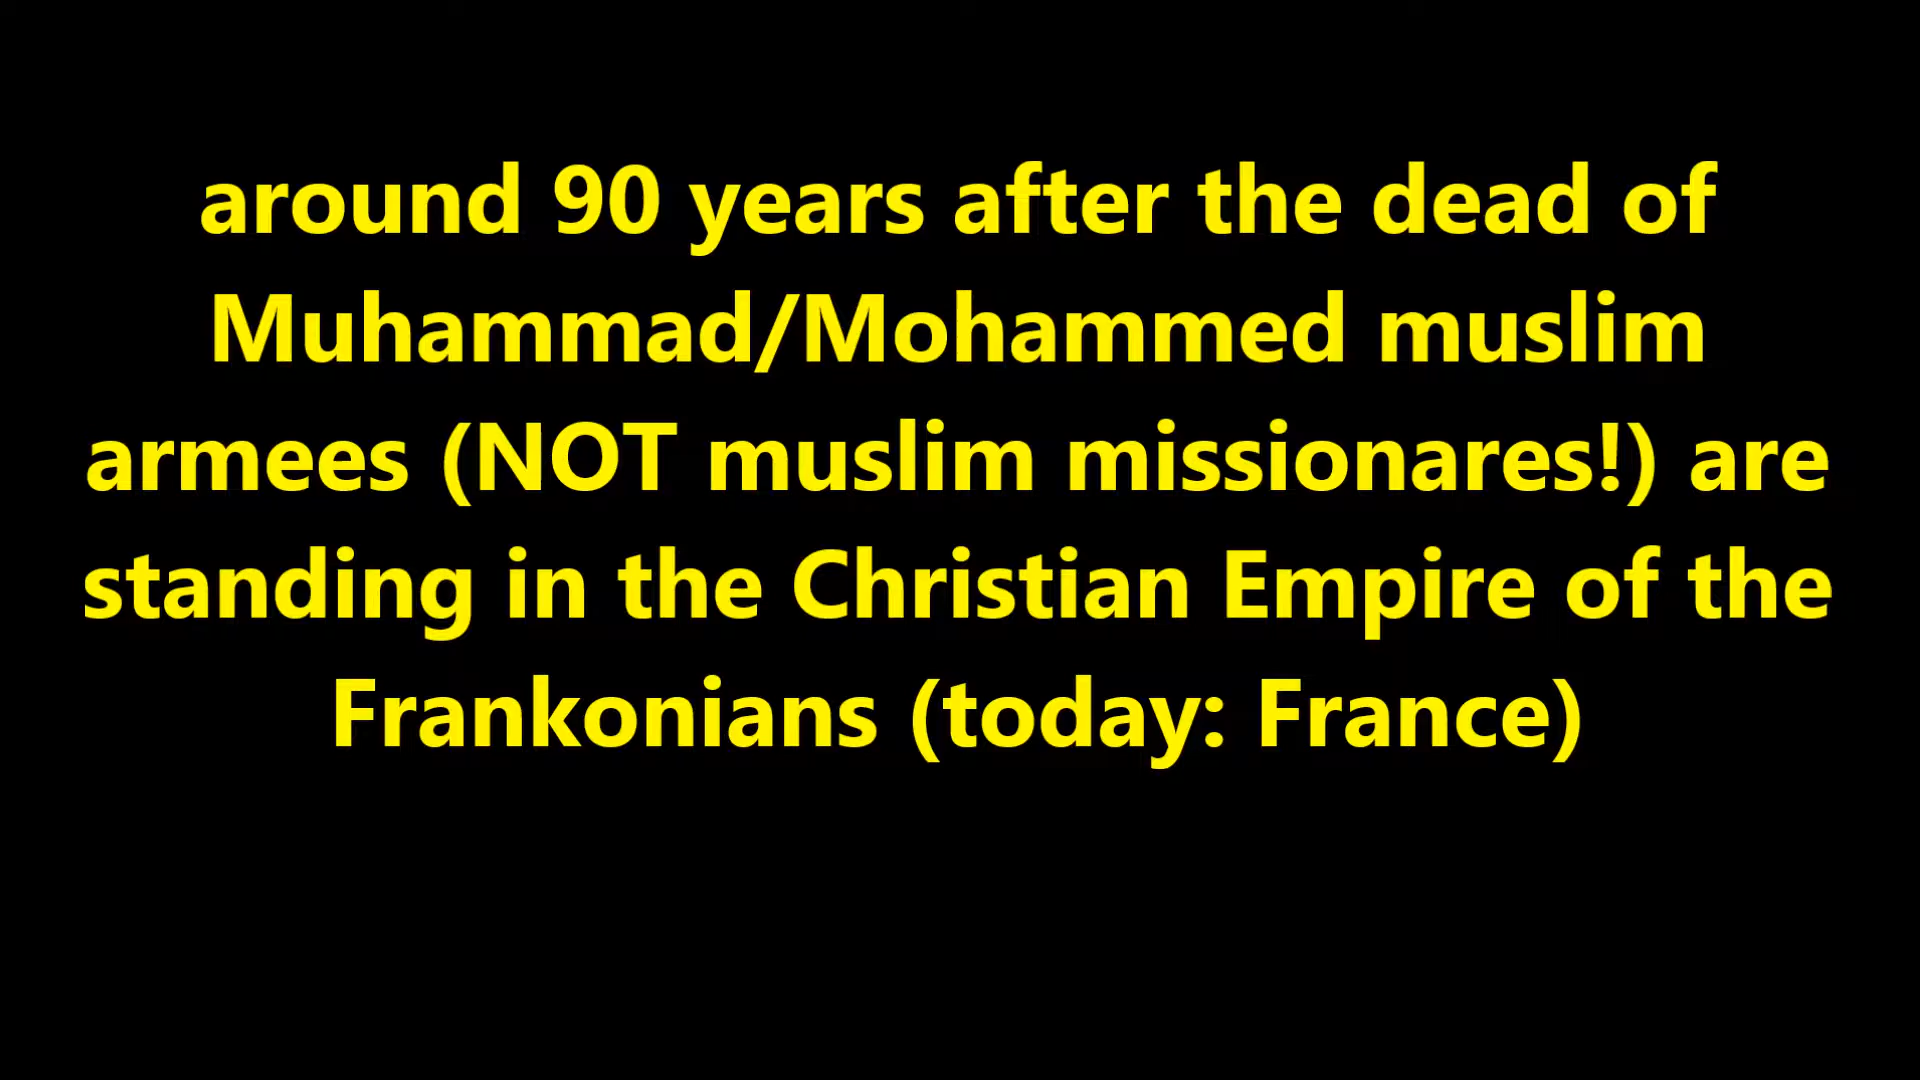 around 90 years after the dead of
Muhammad/Mohammed muslim
armees (NOT muslim missionares!) are
standing in the Christian Empire of the
Frankonians (today: France)